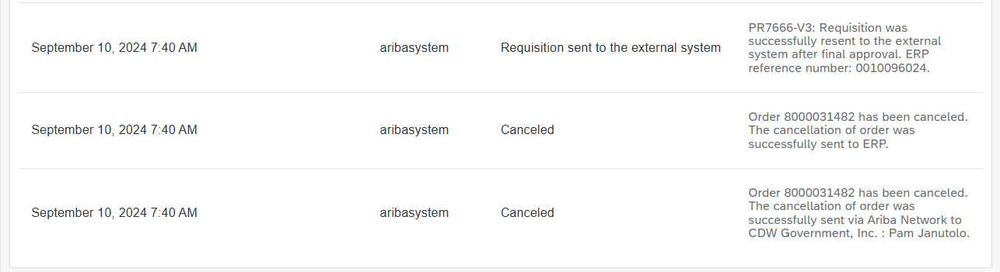 September 10, 2024 7:40 AM aribasystem Requisition sent to the external system
PR7666-V3: Requisition was
successfully resent to the external
system after final approval. ERP
reference number: 0010096024.
September 10, 2024 7:40 AM aribasystem Canceled
Order 8000031482 has been canceled.
The cancellation of order was
successfully sent to ERP.
September 10, 2024 7:40 AM aribasystem Canceled
Order 8000031482 has been canceled.
The cancellation of order was
successfully sent via Ariba Network to
CDW Government, Inc. : Pam Janutolo.